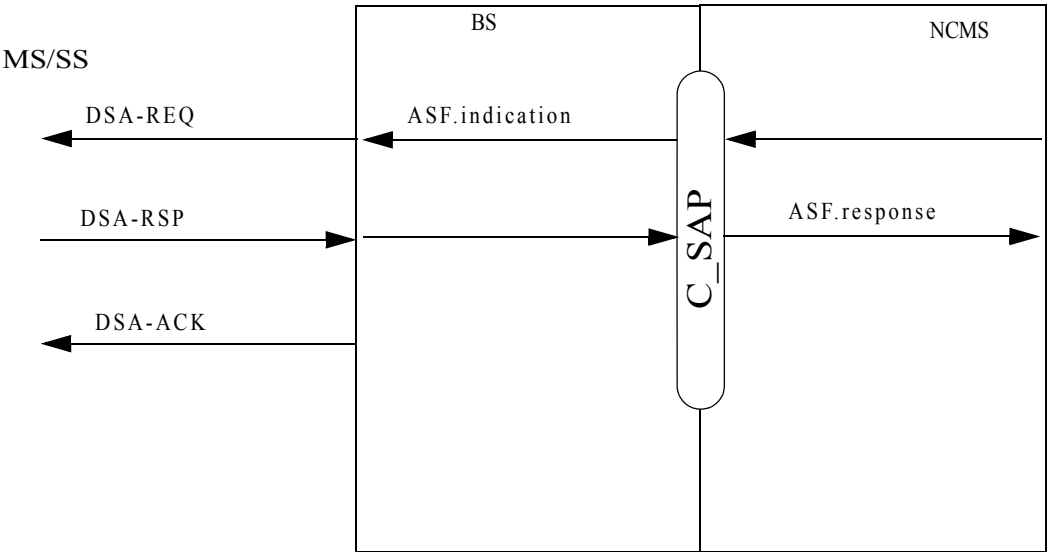 BS
NCMS
MS/SS
DSA-REQ
ASF.indication
DSA-RSP
C_SAP
ASF.response
DSA-ACK